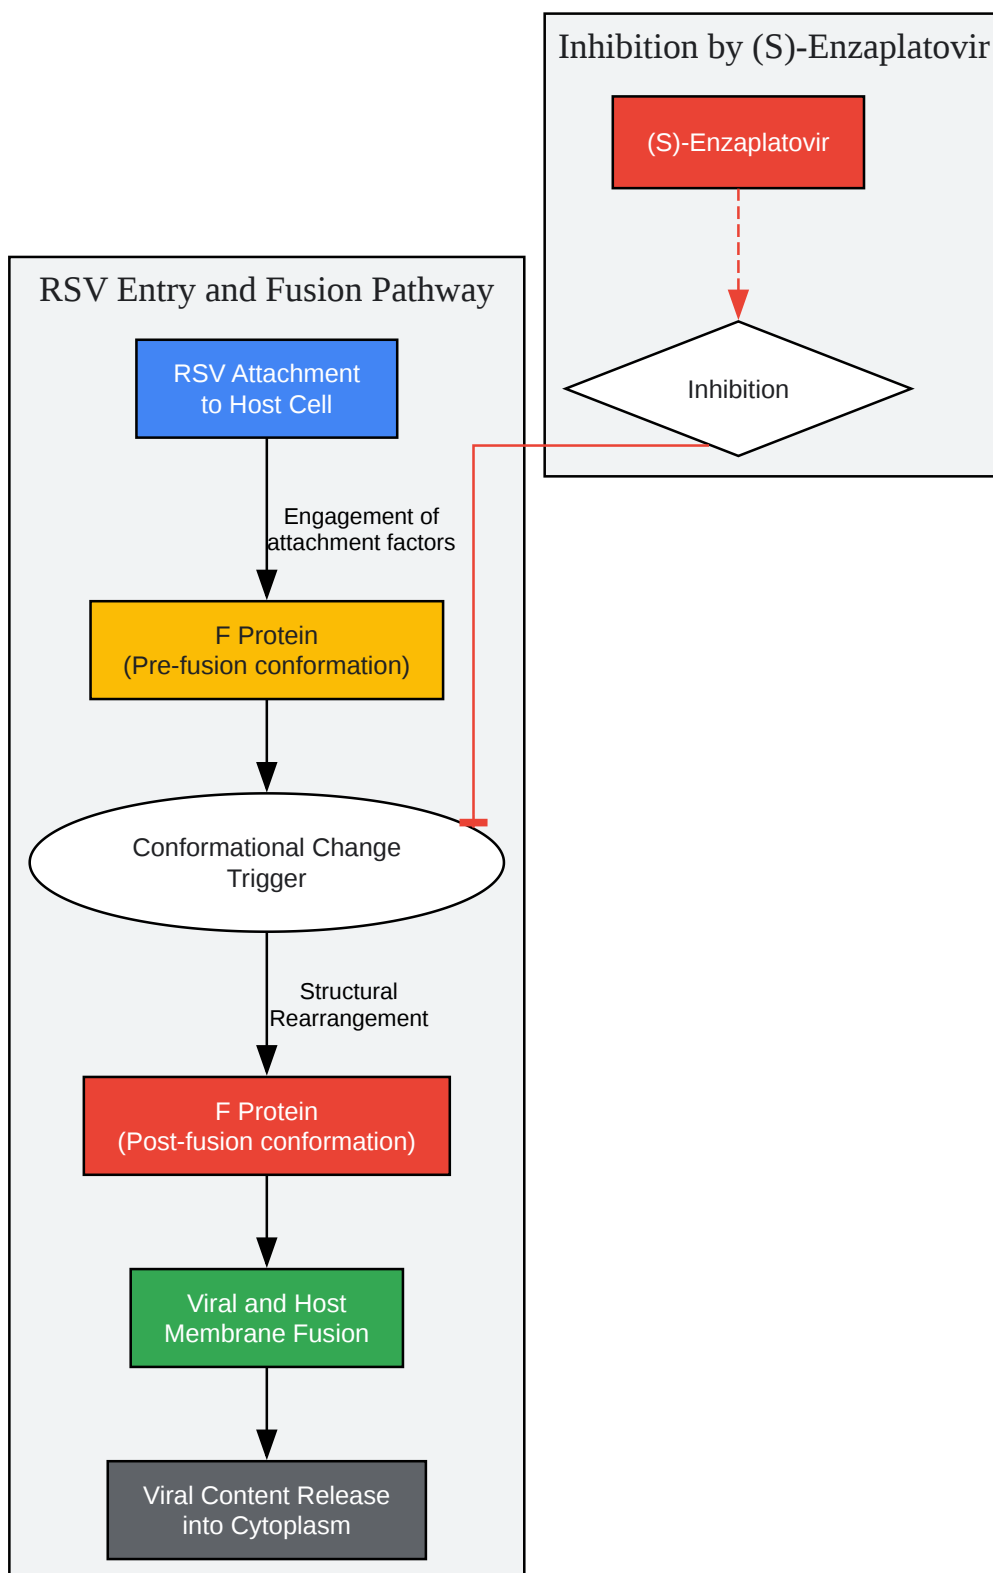 Inhibition by (S)-Enzaplatovir
(S)-Enzaplatovir
Inhibition
RSV Entry and Fusion Pathway
RSV Attachment
to Host Cell
Engagement of
attachment factors
F Protein
(Pre-fusion conformation)
Conformational Change
Trigger
Structural
Rearrangement
F Protein
(Post-fusion conformation)
Viral and Host
Membrane Fusion
Viral Content Release
into Cytoplasm